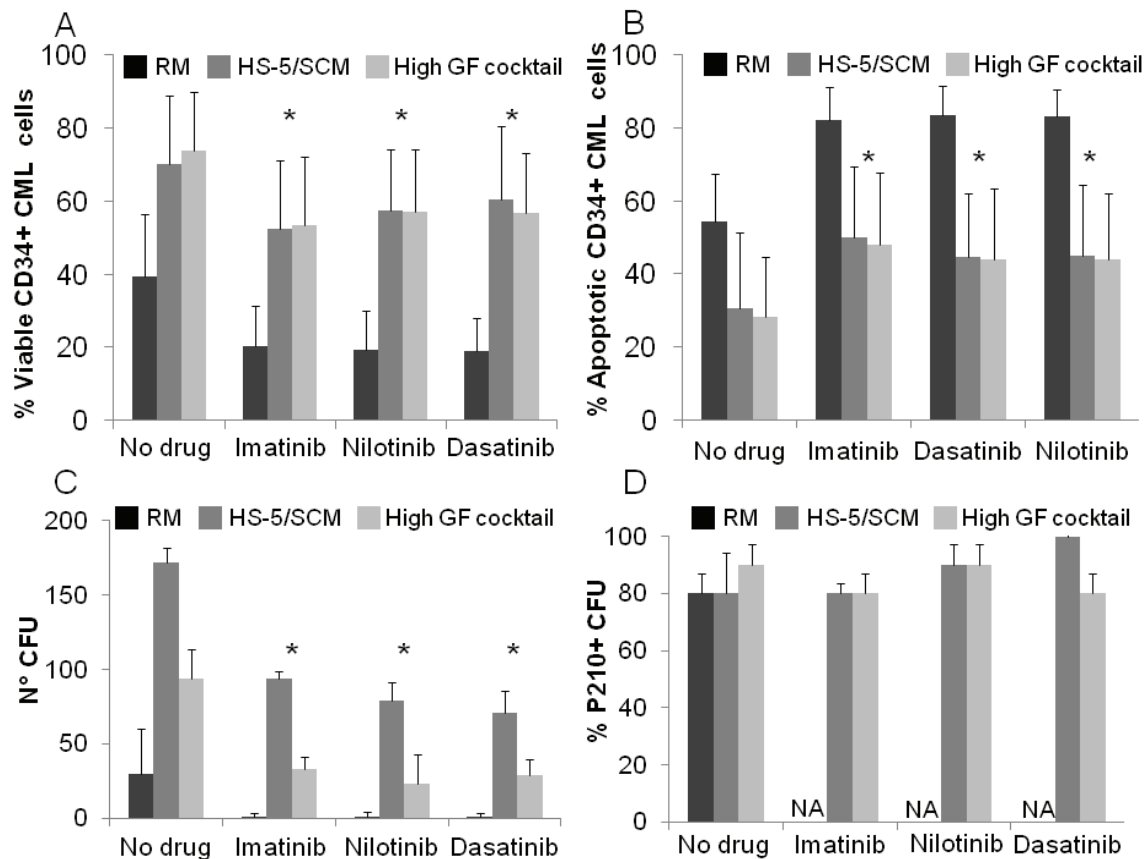 A
% Viable CD34+ CML cells
100
80
60
40
20
0
RM HS-5/SCM High GF cocktail
* * *
No drug Imatinib Nilotinib Dasatinib
B
% Apoptotic CD34+ CML cells
100
80
60
40
20
0
RM HS-5/SCM High GF cocktail
* * *
No drug Imatinib Dasatinib Nilotinib
C
N° CFU
200
150
100
50
0
RM HS-5/SCM High GF cocktail
* * *
No drug Imatinib Nilotinib Dasatinib
D
% P210+ CFU
100
80
60
40
20
0
RM HS-5/SCM High GF cocktail
NA NA NA
No drug Imatinib Nilotinib Dasatinib